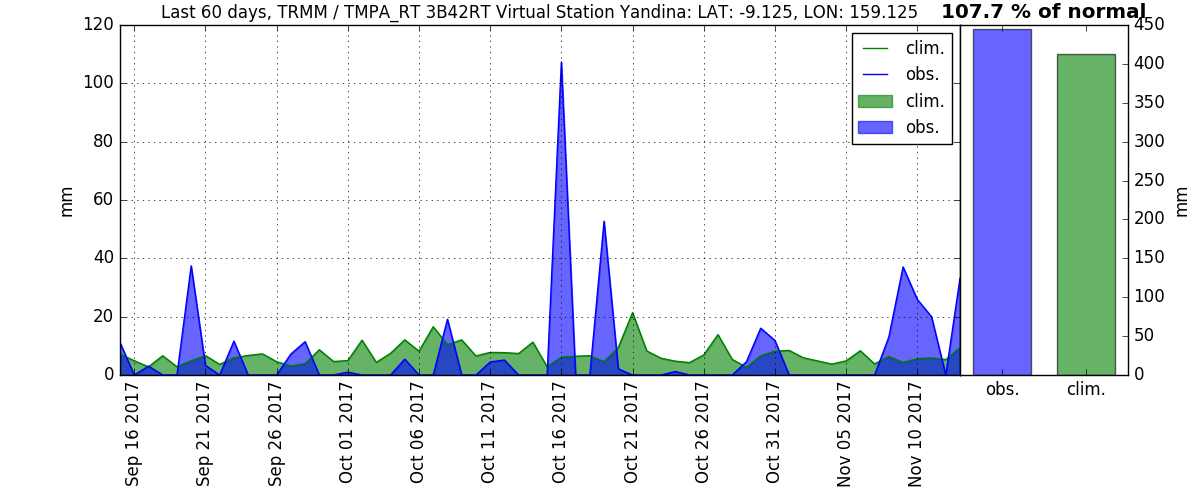 Last 60 days, TRMM / TMPA_RT 3B42RT Virtual Station Yandina: LAT: -9.125, LON: 159.125
107.7 % of normal
120
100
80
60
40
20
0
mm
clim.
obs.
clim.
obs.
450
400
350
300
250
200
150
100
50
0
mm
Sep 16 2017
Sep 21 2017
Sep 26 2017
Oct 01 2017
Oct 06 2017
Oct 11 2017
Oct 16 2017
Oct 21 2017
Oct 26 2017
Oct 31 2017
Nov 05 2017
Nov 10 2017
obs.
clim.